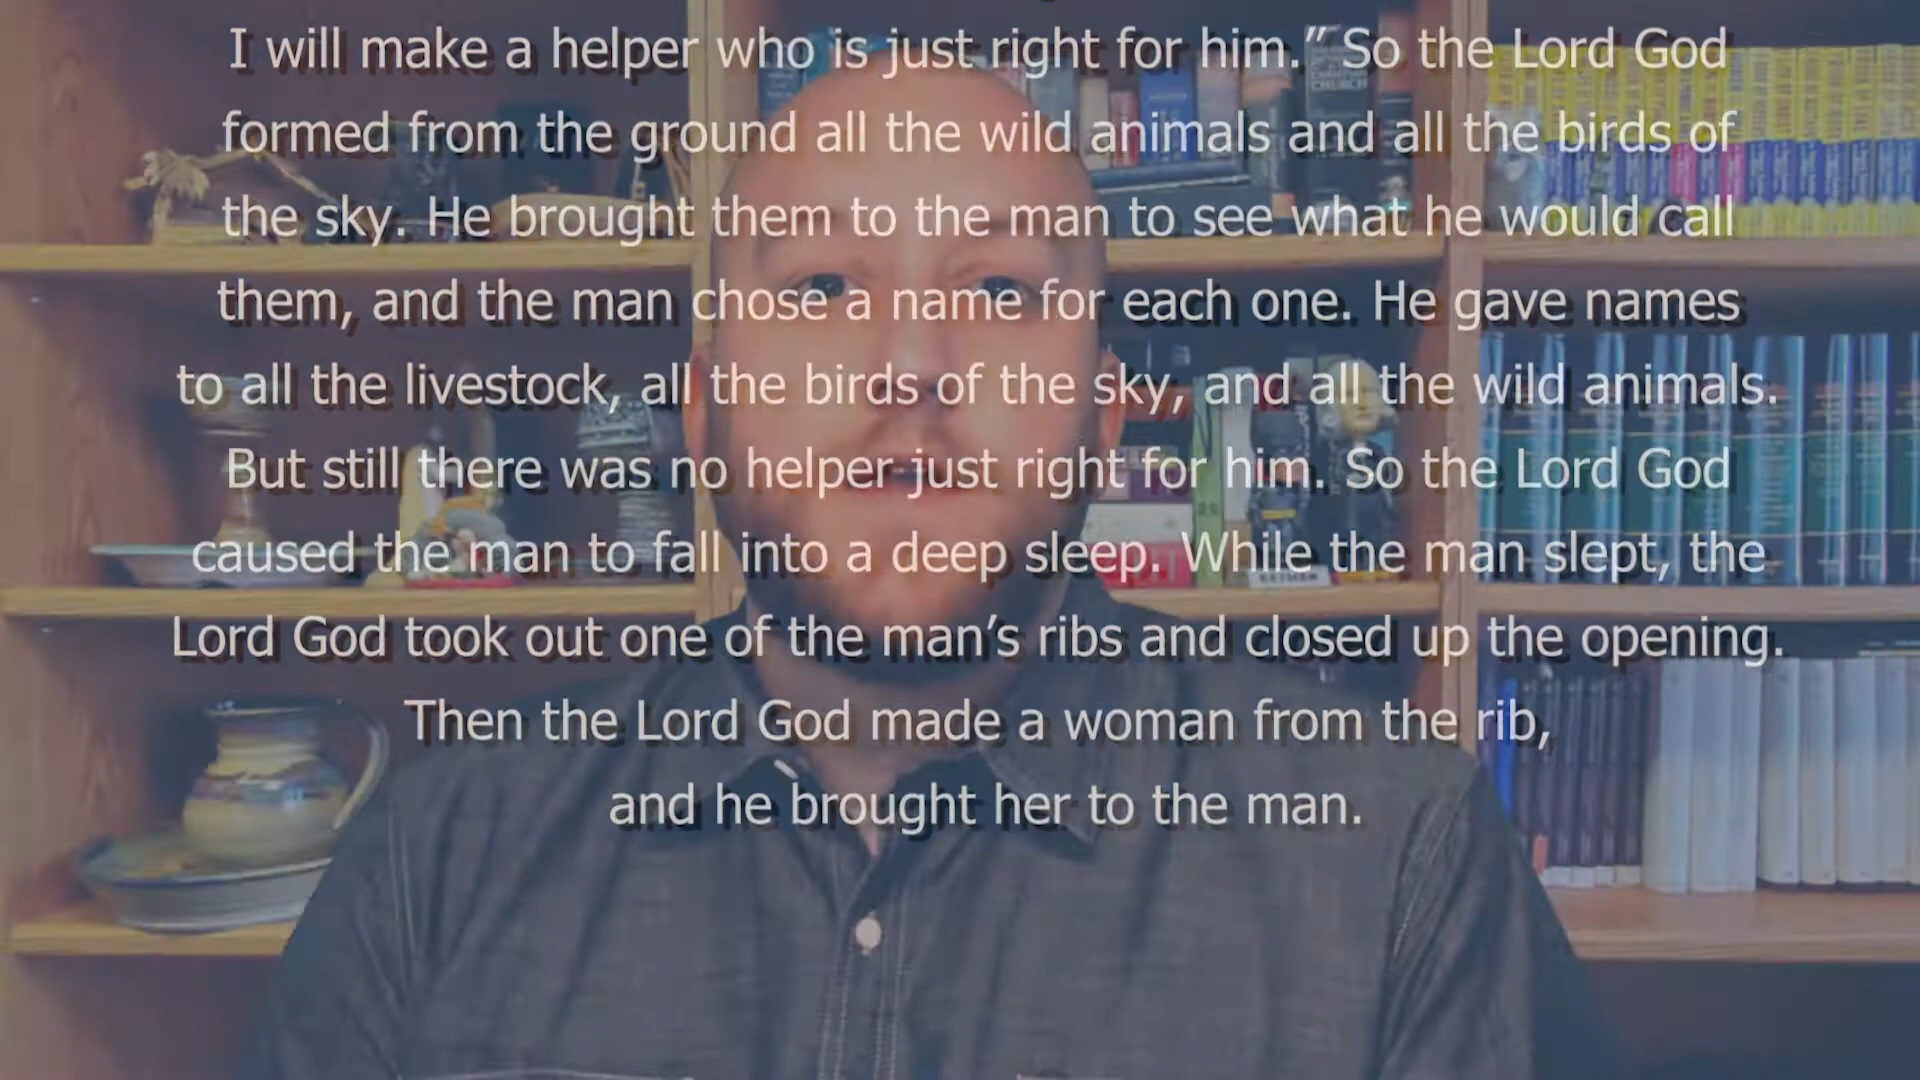 I will make a helper who is just right for him.” So the Lord God
formed from the ground all the wild animals and all the birds of
the sky. He brought them to the man to see what he would call
them, and the man chose a name for each one. He gave names
to all the livestock, all the birds of the sky, and all the wild animals.
But still there was no helper just right for him. So the Lord God
caused the man to fall into a deep sleep. While the man slept, the
Lord God took out one of the man’s ribs and closed up the opening.
Then the Lord God made a woman from the rib,
and he brought her to the man.
CHRISTIAN
CHURCH
BATMAN